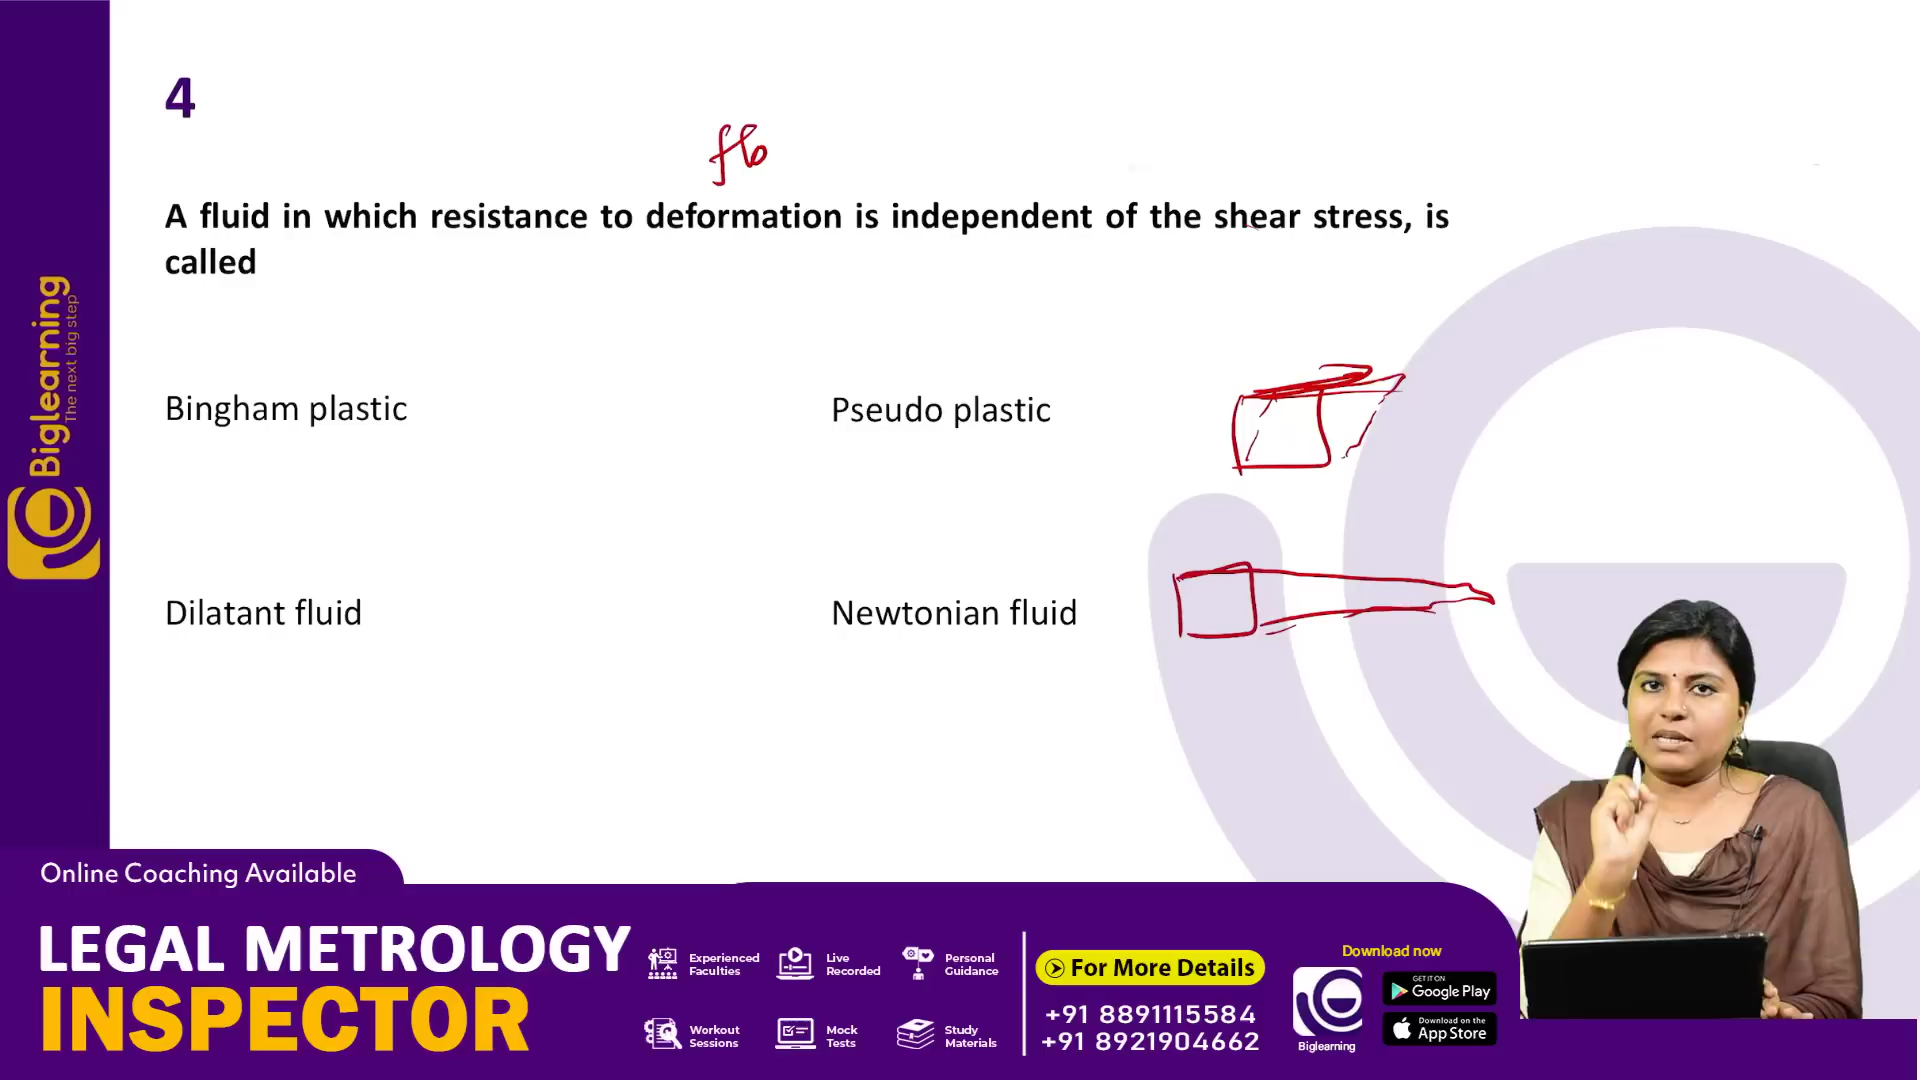 4
flo
A fluid in which resistance to deformation is independent of the shear stress, is
called
Bingham plastic
Pseudo plastic
Dilatant fluid
Newtonian fluid
Biglearning
The next big step
Online Coaching Available
LEGAL METROLOGY
INSPECTOR
Experienced
Faculties
Live
Recorded
Personal
Guidance
Workout
Sessions
Mock
Tests
Study
Materials
For More Details
+91 8891115584
+91 8921904662
Download now
Biglearning
GET IT ON
Google Play
Download on the
App Store